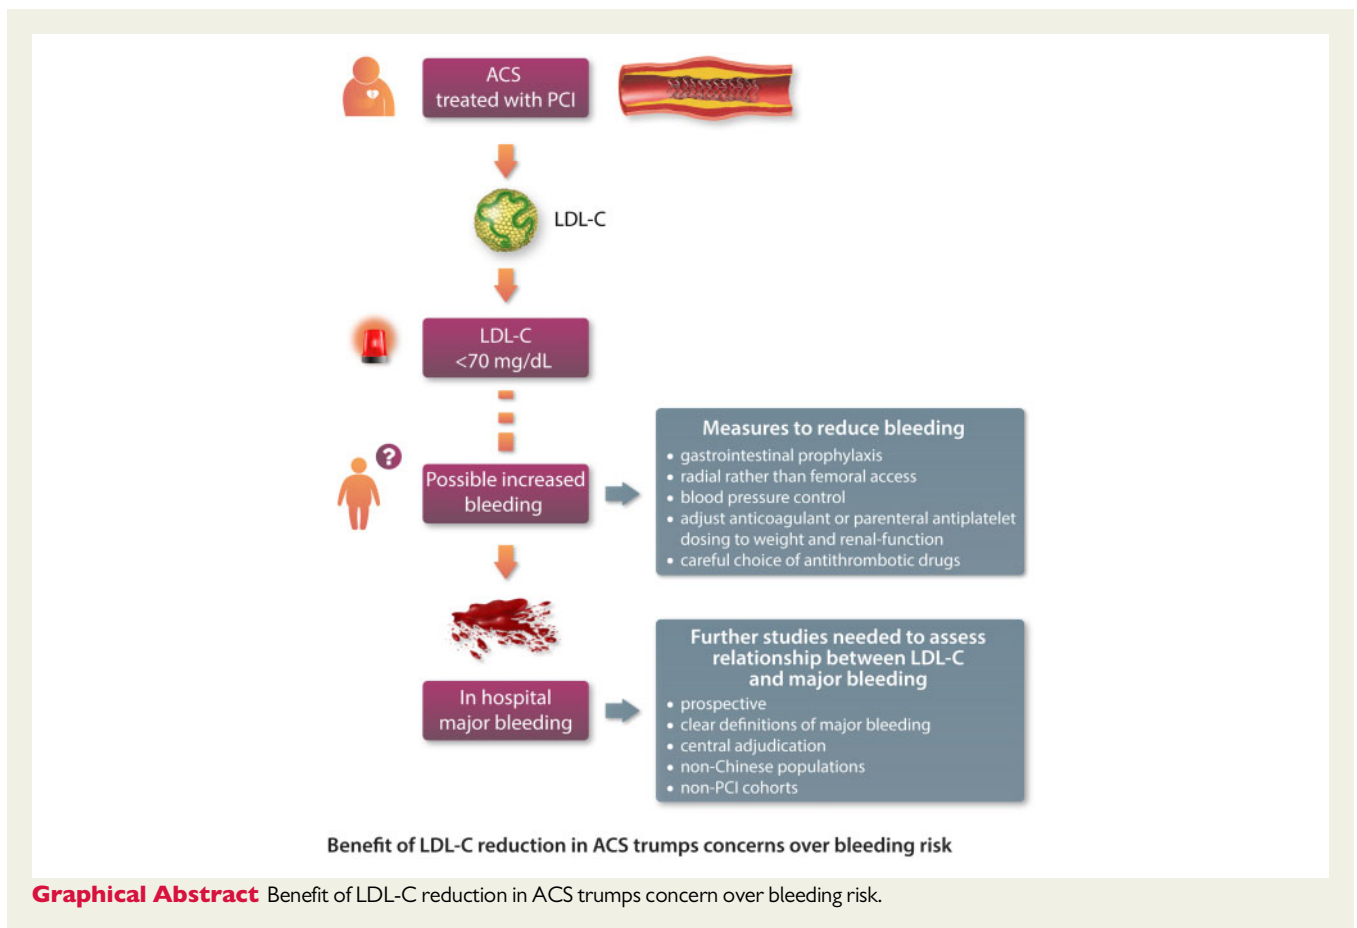 ACS
treated with PCI
LDL-C
LDL-C
<70 mg/dL
?
Possible increased
bleeding
Measures to reduce bleeding
• gastrointestinal prophylaxis
• radial rather than femoral access
• blood pressure control
• adjust anticoagulant or parenteral antiplatelet
dosing to weight and renal-function
• careful choice of antithrombotic drugs
In hospital
major bleeding
Further studies needed to assess
relationship between LDL-C
and major bleeding
• prospective
• clear definitions of major bleeding
• central adjudication
• non-Chinese populations
• non-PCI cohorts
Benefit of LDL-C reduction in ACS trumps concerns over bleeding risk
Graphical Abstract Benefit of LDL-C reduction in ACS trumps concern over bleeding risk.